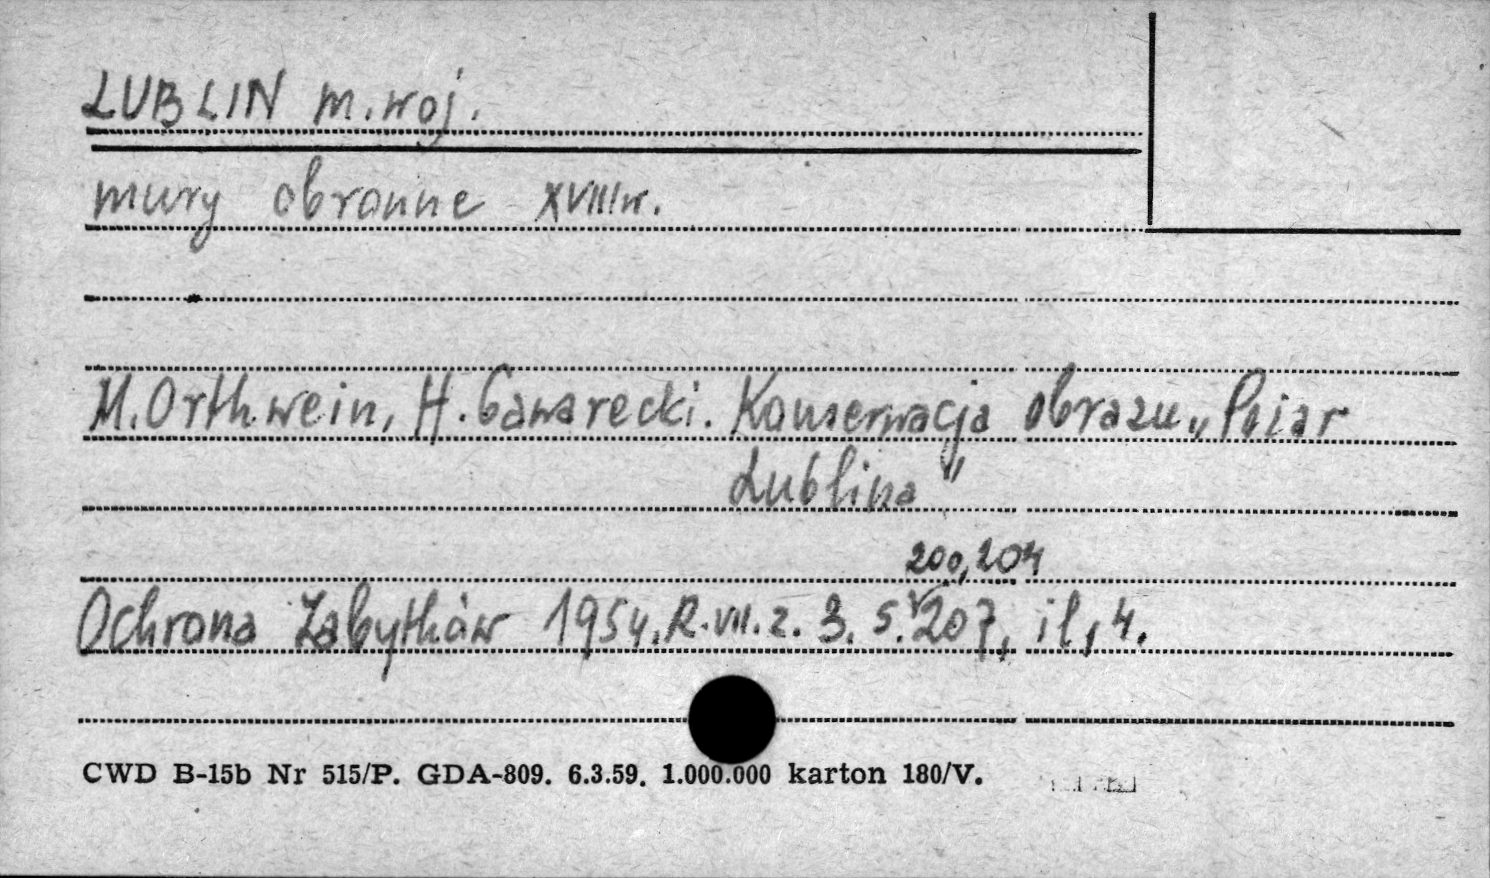 LUBLIN m.woj.
mury obronne XVIIIw.
M.Orthwein, H.Gawarecki. Konserwacja obrazu „Pożar
Lublina"
200,204
Ochrona Zabytków 1954.R.VII.z.3.s.207, il,4.
CWD B-15b Nr 515/P. GDA-809. 6.3.59. 1.000.000 karton 180/V.